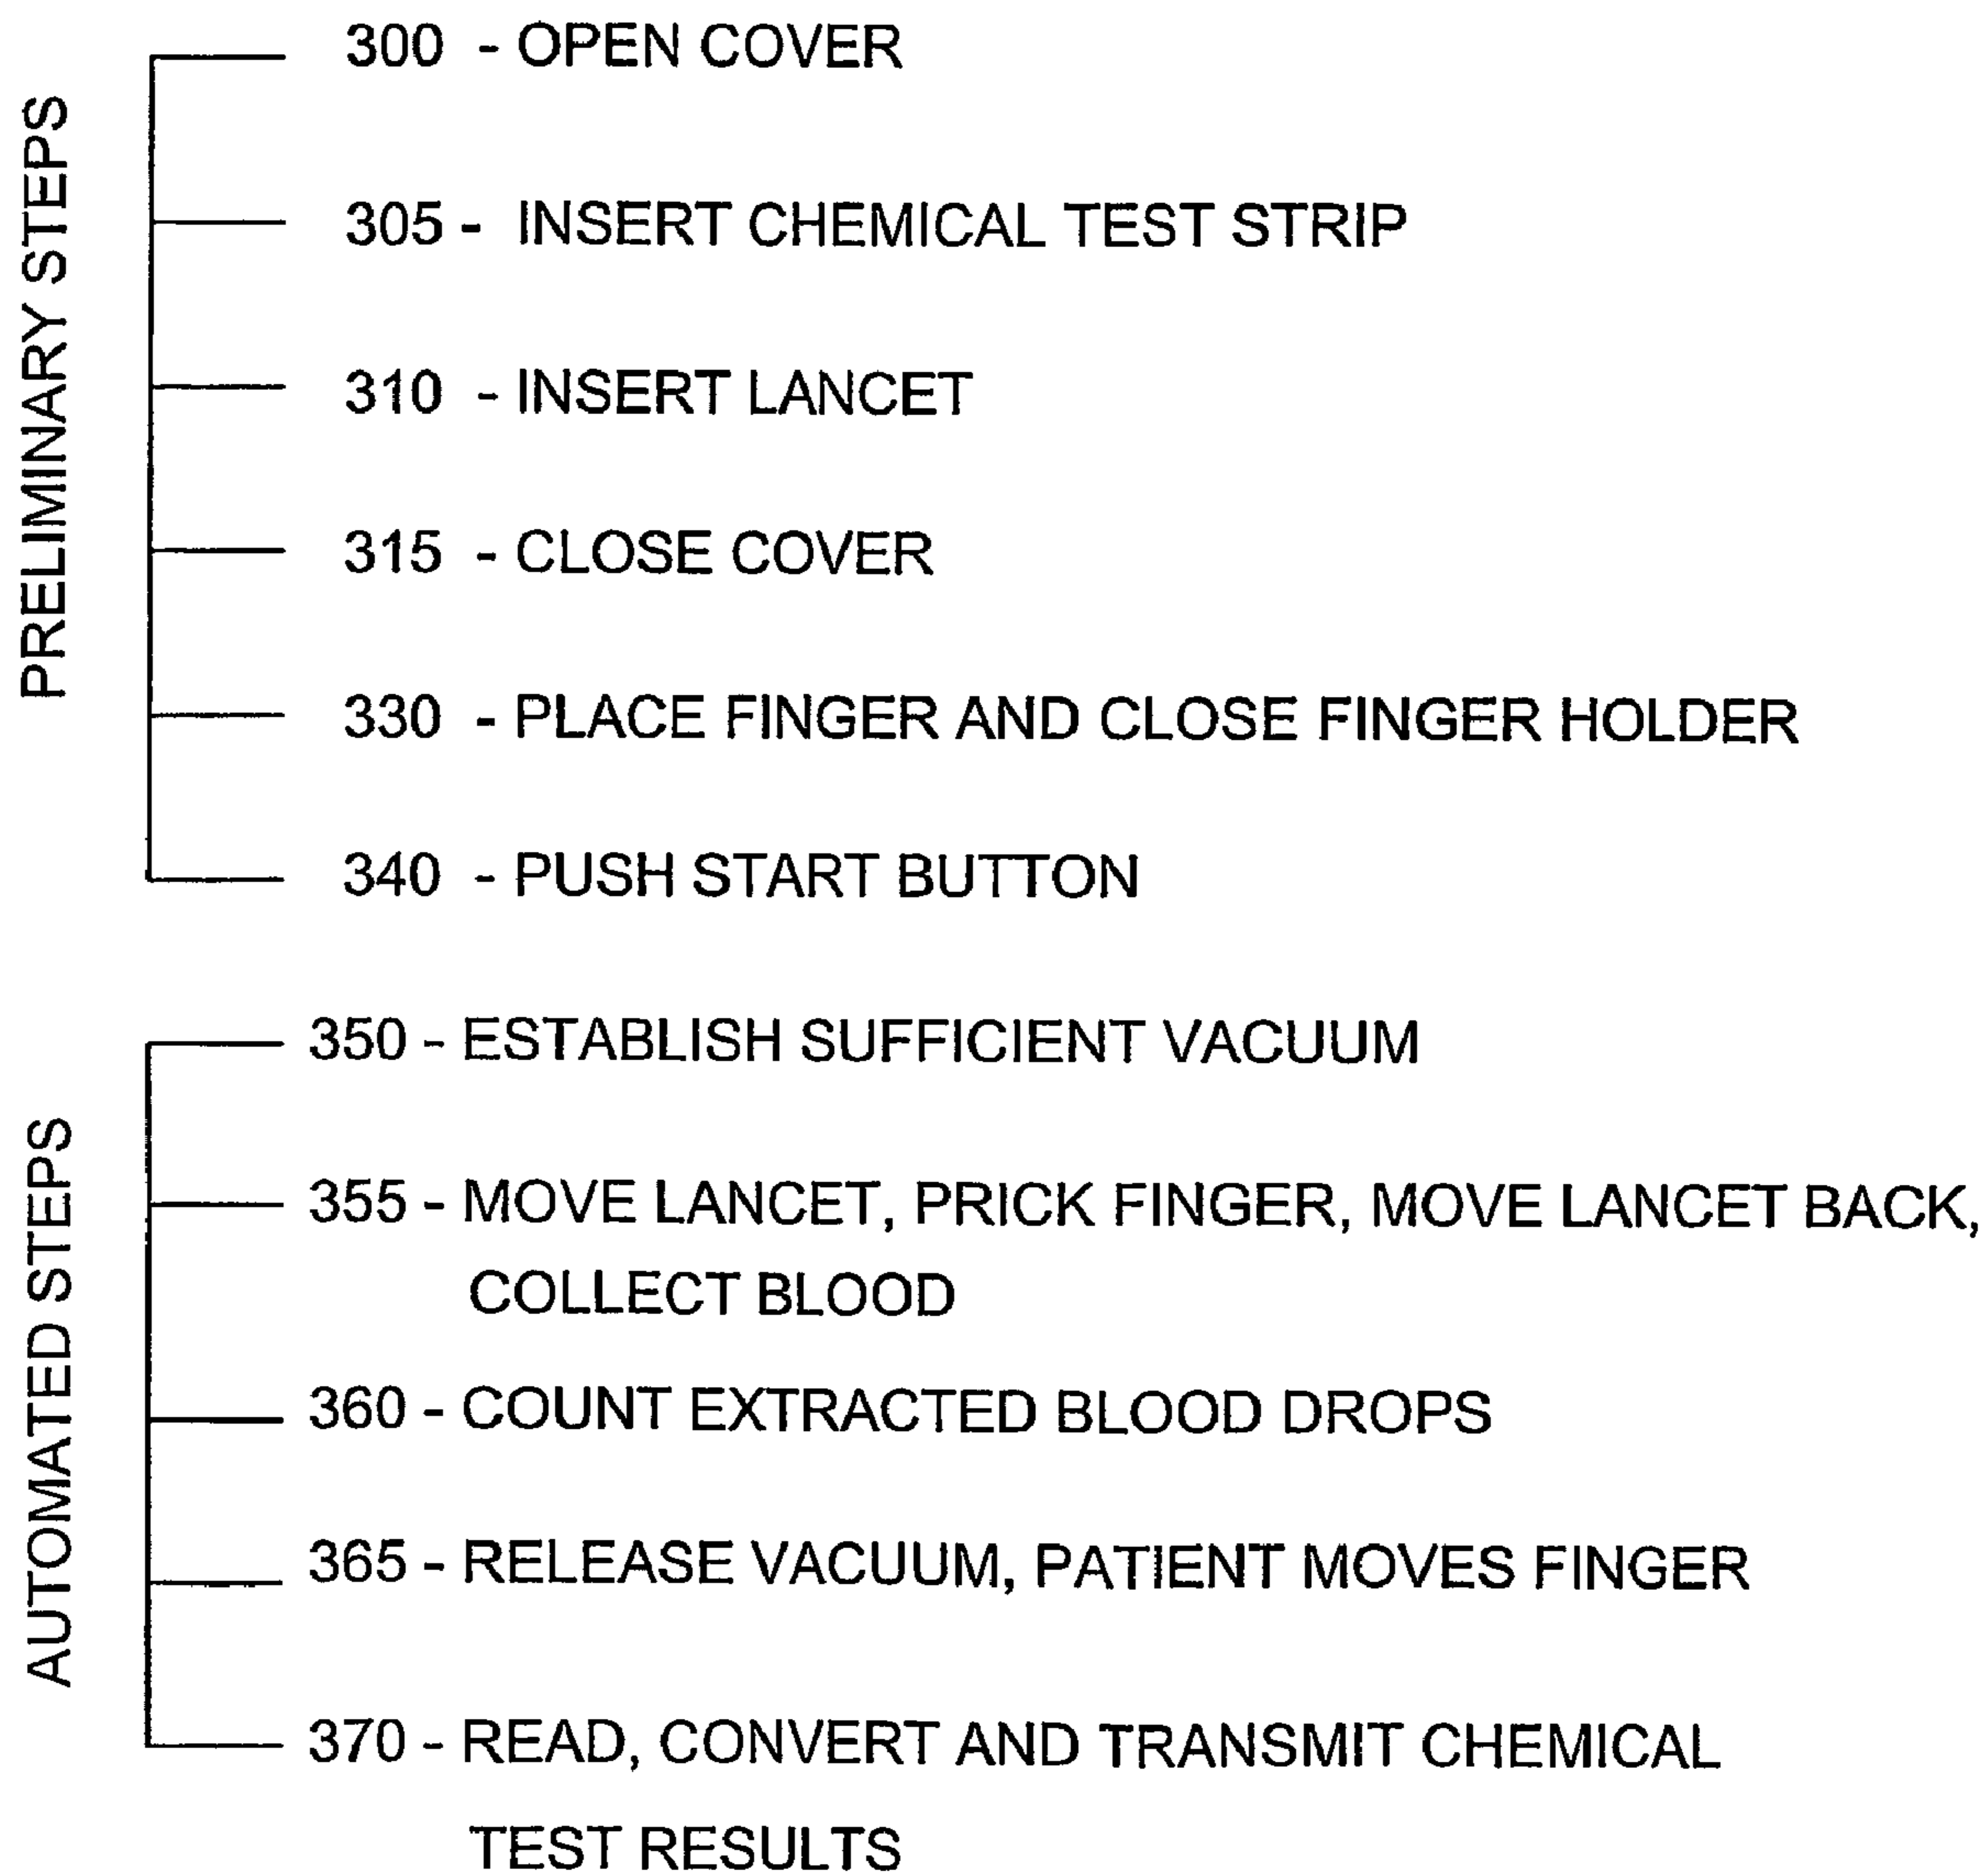 PRELIMINARY STEPS
300 - OPEN COVER
305 - INSERT CHEMICAL TEST STRIP
310 - INSERT LANCET
315 - CLOSE COVER
330 - PLACE FINGER AND CLOSE FINGER HOLDER
340 - PUSH START BUTTON
AUTOMATED STEPS
350 - ESTABLISH SUFFICIENT VACUUM
355 - MOVE LANCET, PRICK FINGER, MOVE LANCET BACK,
COLLECT BLOOD
360 - COUNT EXTRACTED BLOOD DROPS
365 - RELEASE VACUUM, PATIENT MOVES FINGER
370 - READ, CONVERT AND TRANSMIT CHEMICAL
TEST RESULTS